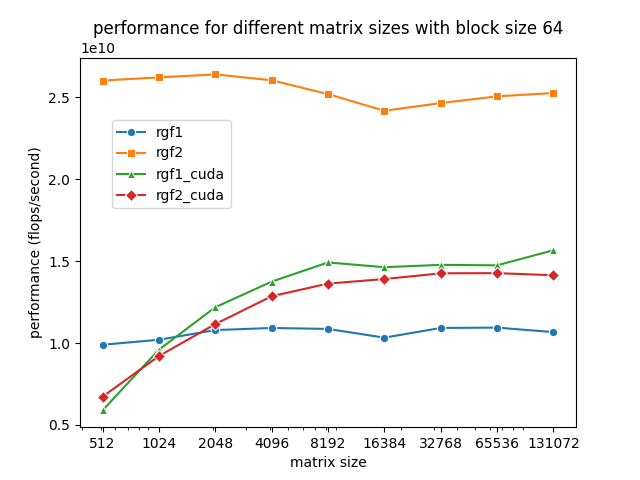 performance for different matrix sizes with block size 64
1e10
2.5
2.0
1.5
1.0
0.5
performance (flops/second)
rgf1
rgf2
rgf1_cuda
rgf2_cuda
512 1024 2048 4096 8192 16384 32768 65536 131072
matrix size